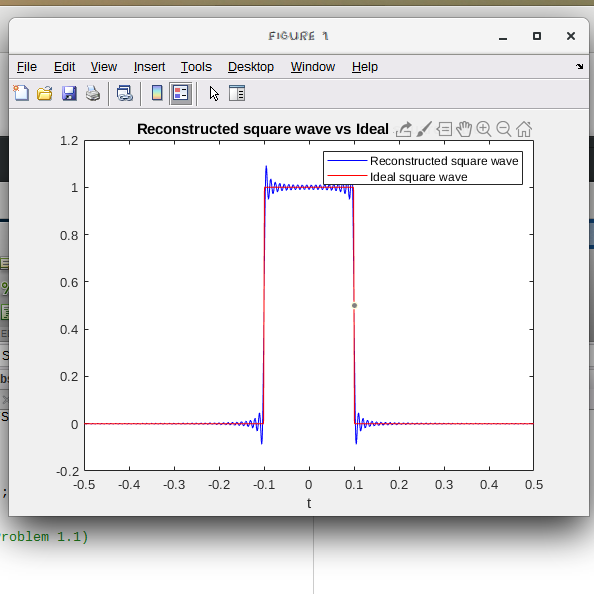 FIGURE 1
File Edit View Insert Tools Desktop Window Help
Reconstructed square wave vs Ideal
Reconstructed square wave
Ideal square wave
1.2
1
0.8
0.6
0.4
0.2
0
-0.2
-0.5 -0.4 -0.3 -0.2 -0.1 0 0.1 0.2 0.3 0.4 0.5
t
;
roblem 1.1)